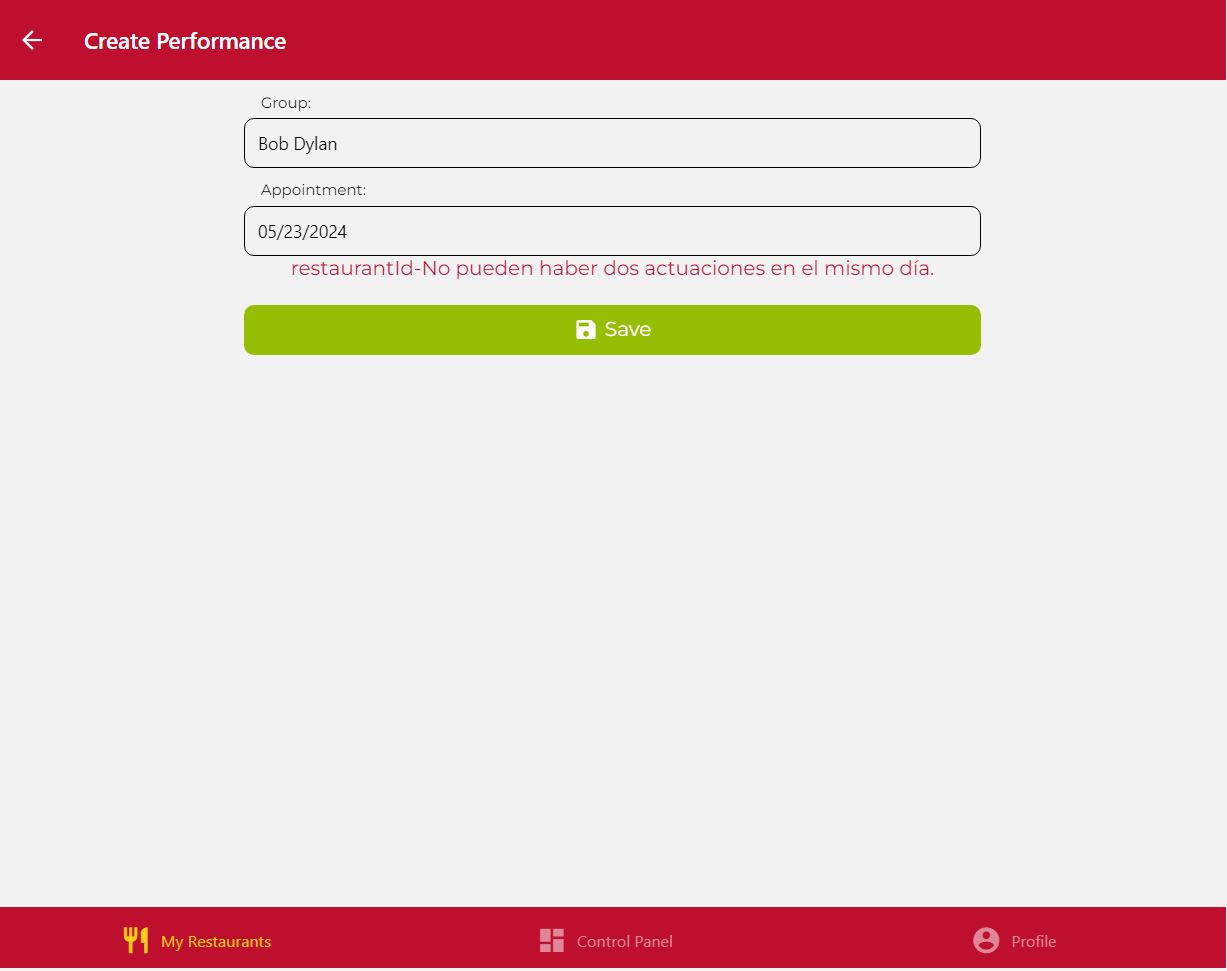 Create Performance
Group:
Bob Dylan
Appointment:
05/23/2024
restaurantId-No pueden haber dos actuaciones en el mismo día.
Save
My Restaurants
Control Panel
Profile